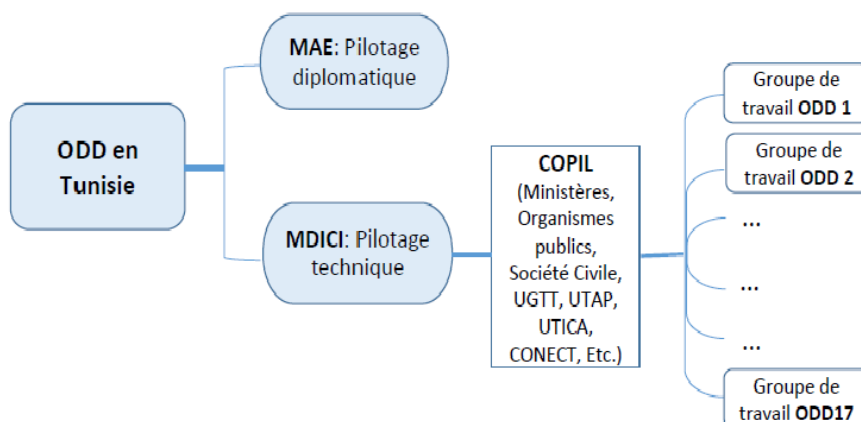 ODD en
Tunisie
MAE: Pilotage
diplomatique
MDICI: Pilotage
technique
COPIL
(Ministères,
Organismes
publics,
Société Civile,
UGTT, UTAP,
UTICA,
CONECT, Etc.)
Groupe de
travail ODD 1
Groupe de
travail ODD 2
...
...
...
Groupe de
travail ODD17